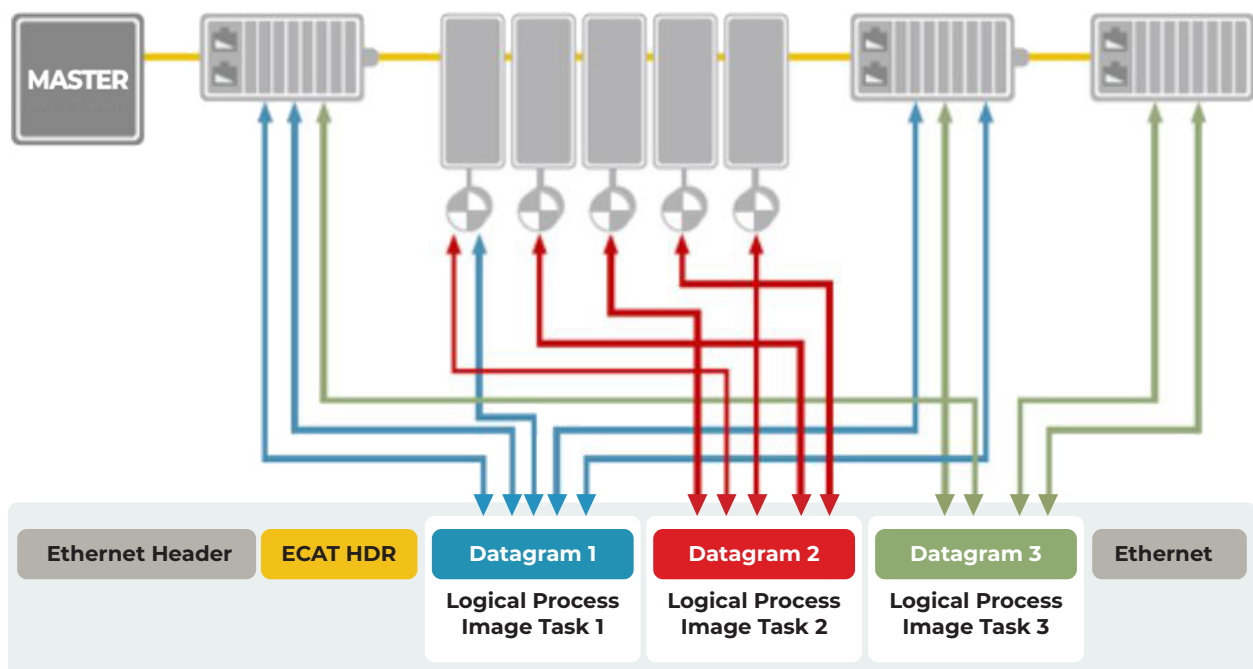 MASTER
Ethernet Header
ECAT HDR
Datagram 1
Datagram 2
Datagram 3
Ethernet
Logical Process
Image Task 1
Logical Process
Image Task 2
Logical Process
Image Task 3